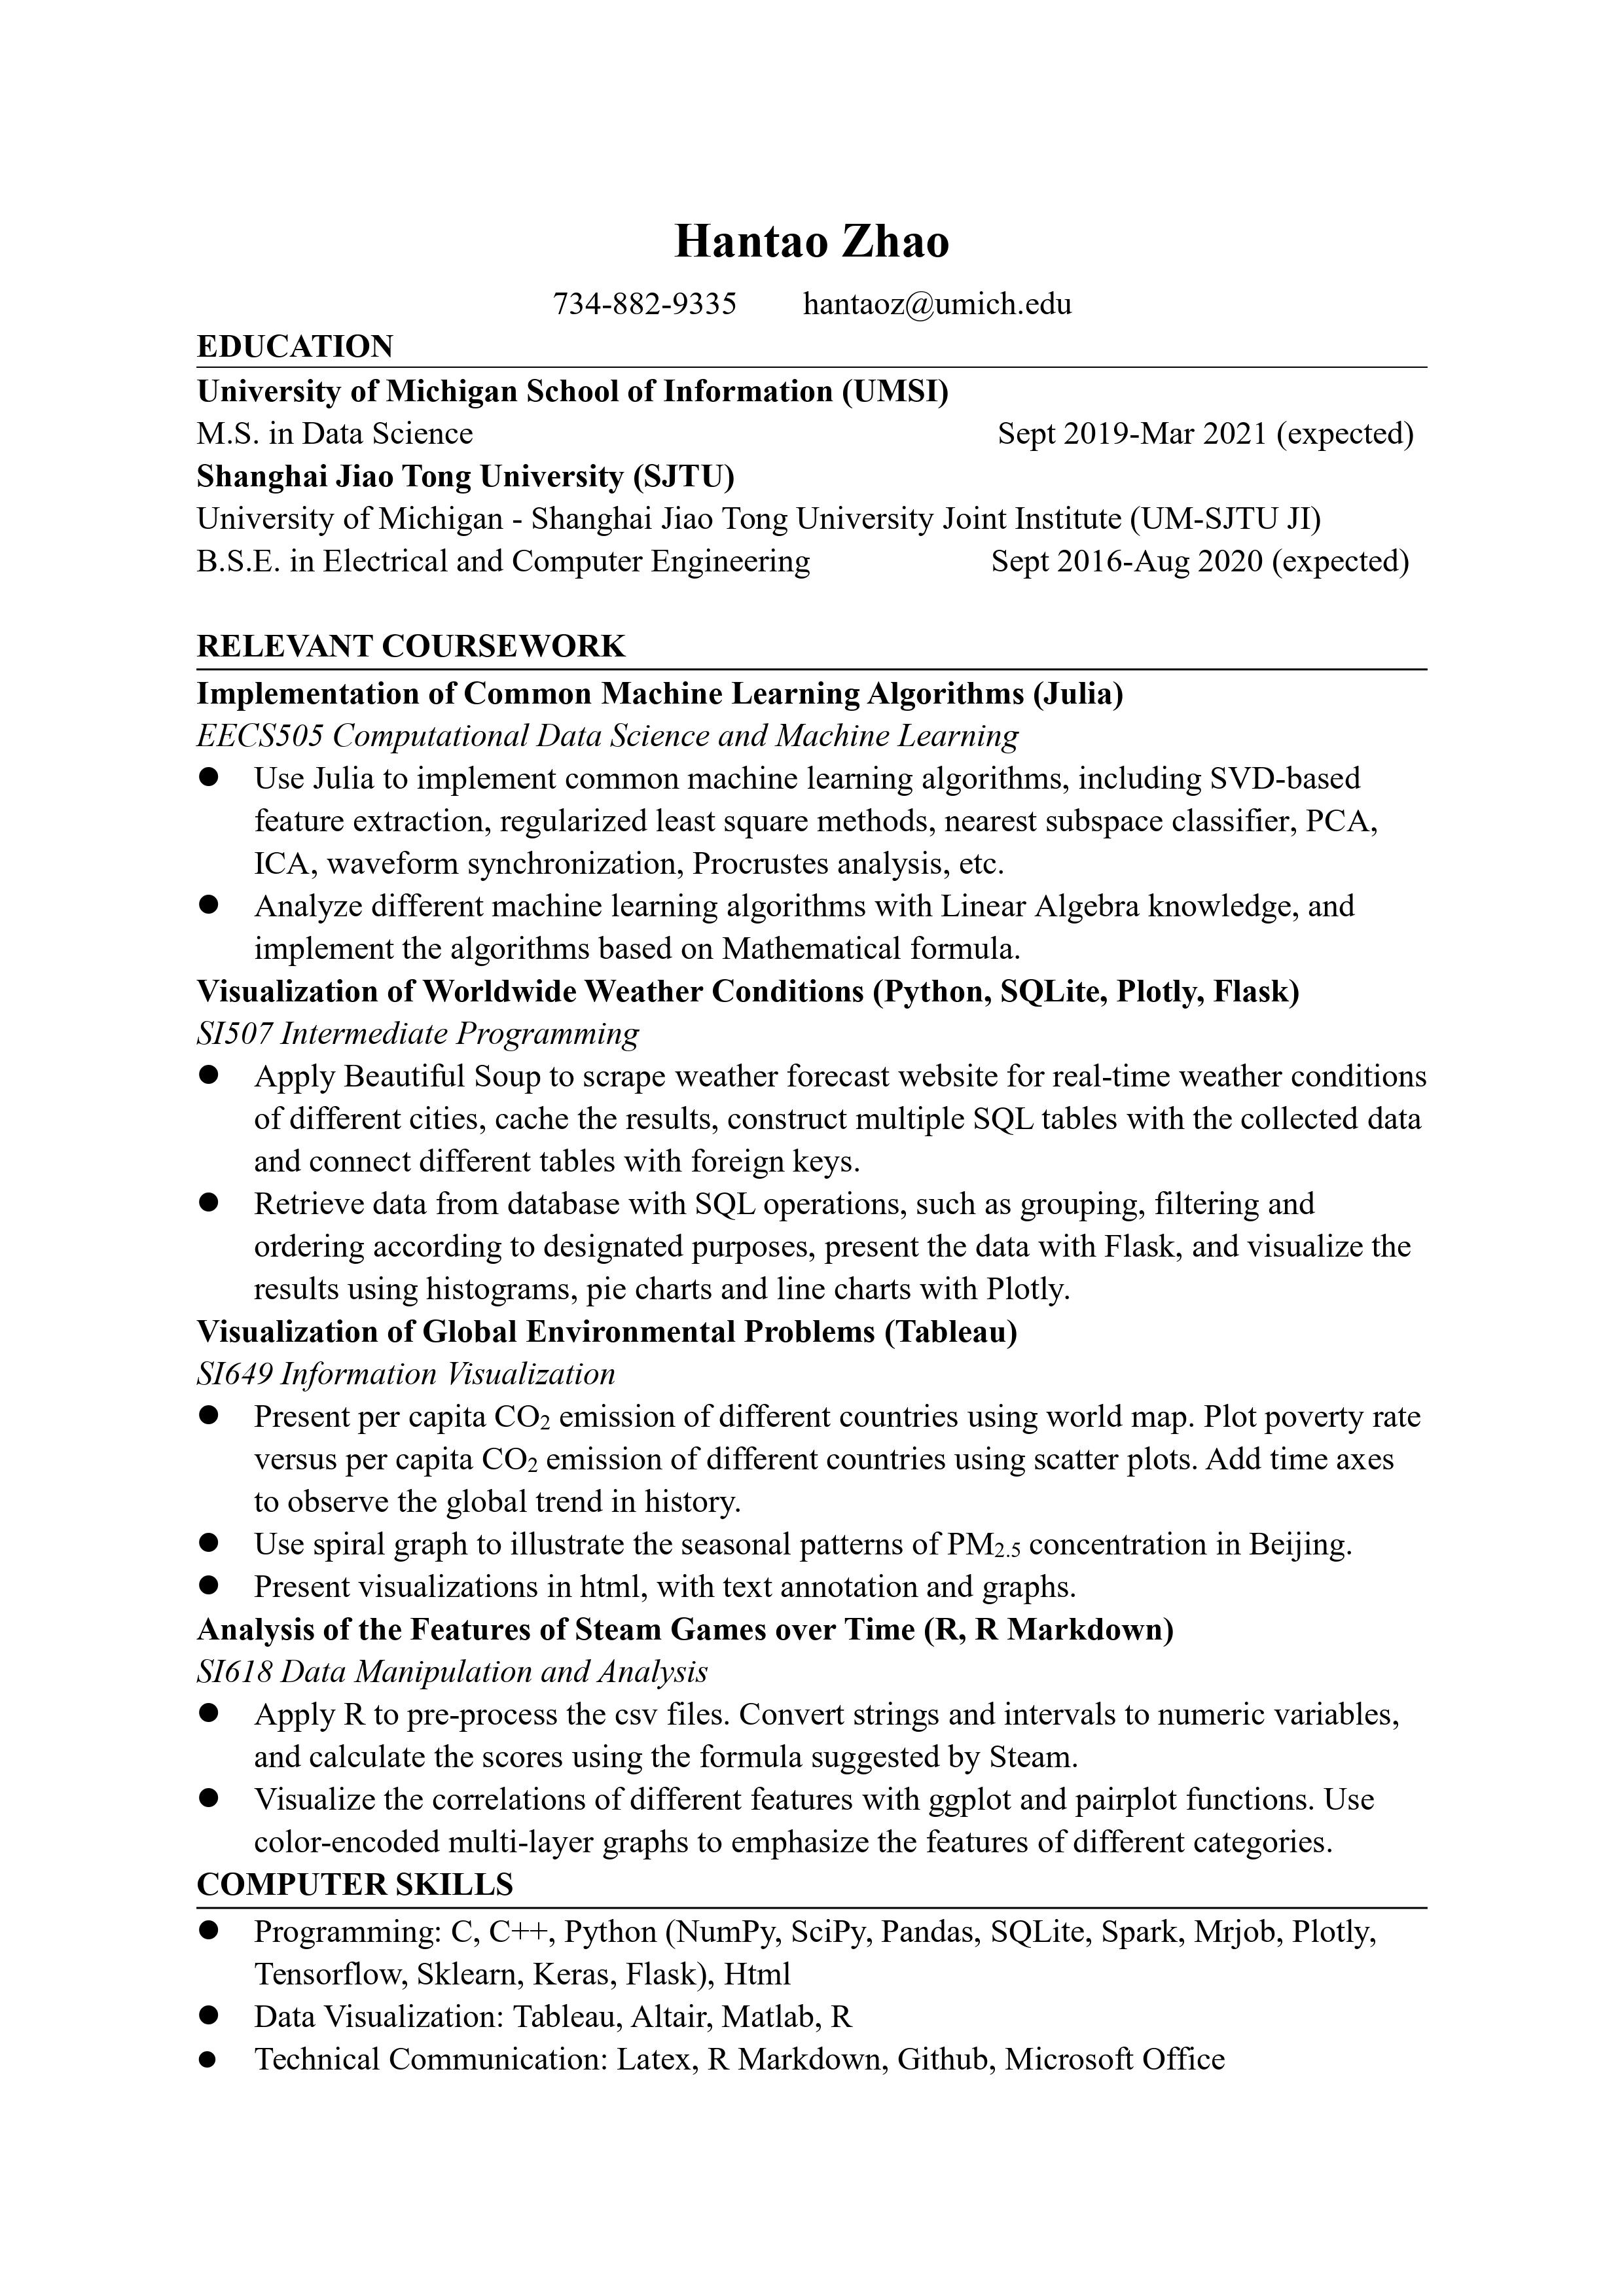 Hantao Zhao
734-882-9335 hantaoz@umich.edu
EDUCATION
University of Michigan School of Information (UMSI)
M.S. in Data Science Sept 2019-Mar 2021 (expected)
Shanghai Jiao Tong University (SJTU)
University of Michigan - Shanghai Jiao Tong University Joint Institute (UM-SJTU JI)
B.S.E. in Electrical and Computer Engineering Sept 2016-Aug 2020 (expected)
RELEVANT COURSEWORK
Implementation of Common Machine Learning Algorithms (Julia)
EECS505 Computational Data Science and Machine Learning
● Use Julia to implement common machine learning algorithms, including SVD-based
feature extraction, regularized least square methods, nearest subspace classifier, PCA,
ICA, waveform synchronization, Procrustes analysis, etc.
● Analyze different machine learning algorithms with Linear Algebra knowledge, and
implement the algorithms based on Mathematical formula.
Visualization of Worldwide Weather Conditions (Python, SQLite, Plotly, Flask)
SI507 Intermediate Programming
● Apply Beautiful Soup to scrape weather forecast website for real-time weather conditions
of different cities, cache the results, construct multiple SQL tables with the collected data
and connect different tables with foreign keys.
● Retrieve data from database with SQL operations, such as grouping, filtering and
ordering according to designated purposes, present the data with Flask, and visualize the
results using histograms, pie charts and line charts with Plotly.
Visualization of Global Environmental Problems (Tableau)
SI649 Information Visualization
● Present per capita CO₂ emission of different countries using world map. Plot poverty rate
versus per capita CO₂ emission of different countries using scatter plots. Add time axes
to observe the global trend in history.
● Use spiral graph to illustrate the seasonal patterns of PM₂.₅ concentration in Beijing.
● Present visualizations in html, with text annotation and graphs.
Analysis of the Features of Steam Games over Time (R, R Markdown)
SI618 Data Manipulation and Analysis
● Apply R to pre-process the csv files. Convert strings and intervals to numeric variables,
and calculate the scores using the formula suggested by Steam.
● Visualize the correlations of different features with ggplot and pairplot functions. Use
color-encoded multi-layer graphs to emphasize the features of different categories.
COMPUTER SKILLS
● Programming: C, C++, Python (NumPy, SciPy, Pandas, SQLite, Spark, Mrjob, Plotly,
Tensorflow, Sklearn, Keras, Flask), Html
● Data Visualization: Tableau, Altair, Matlab, R
● Technical Communication: Latex, R Markdown, Github, Microsoft Office